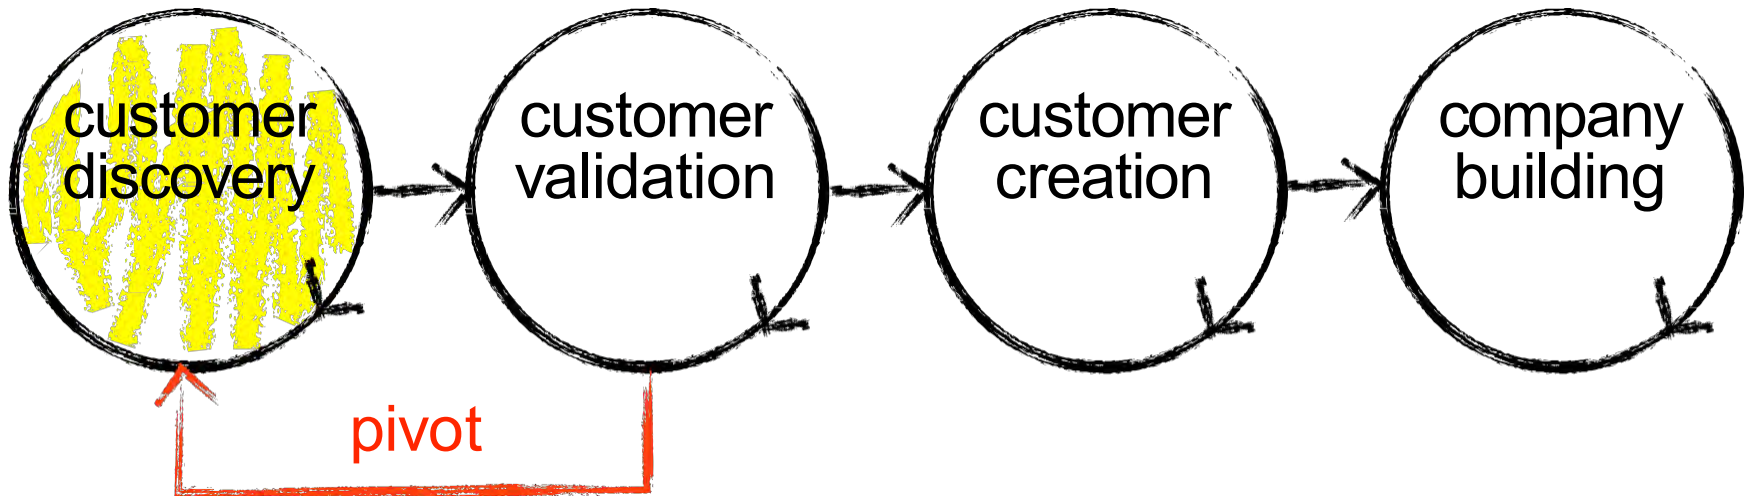 customer
discovery
customer
validation
customer
creation
company
building
pivot